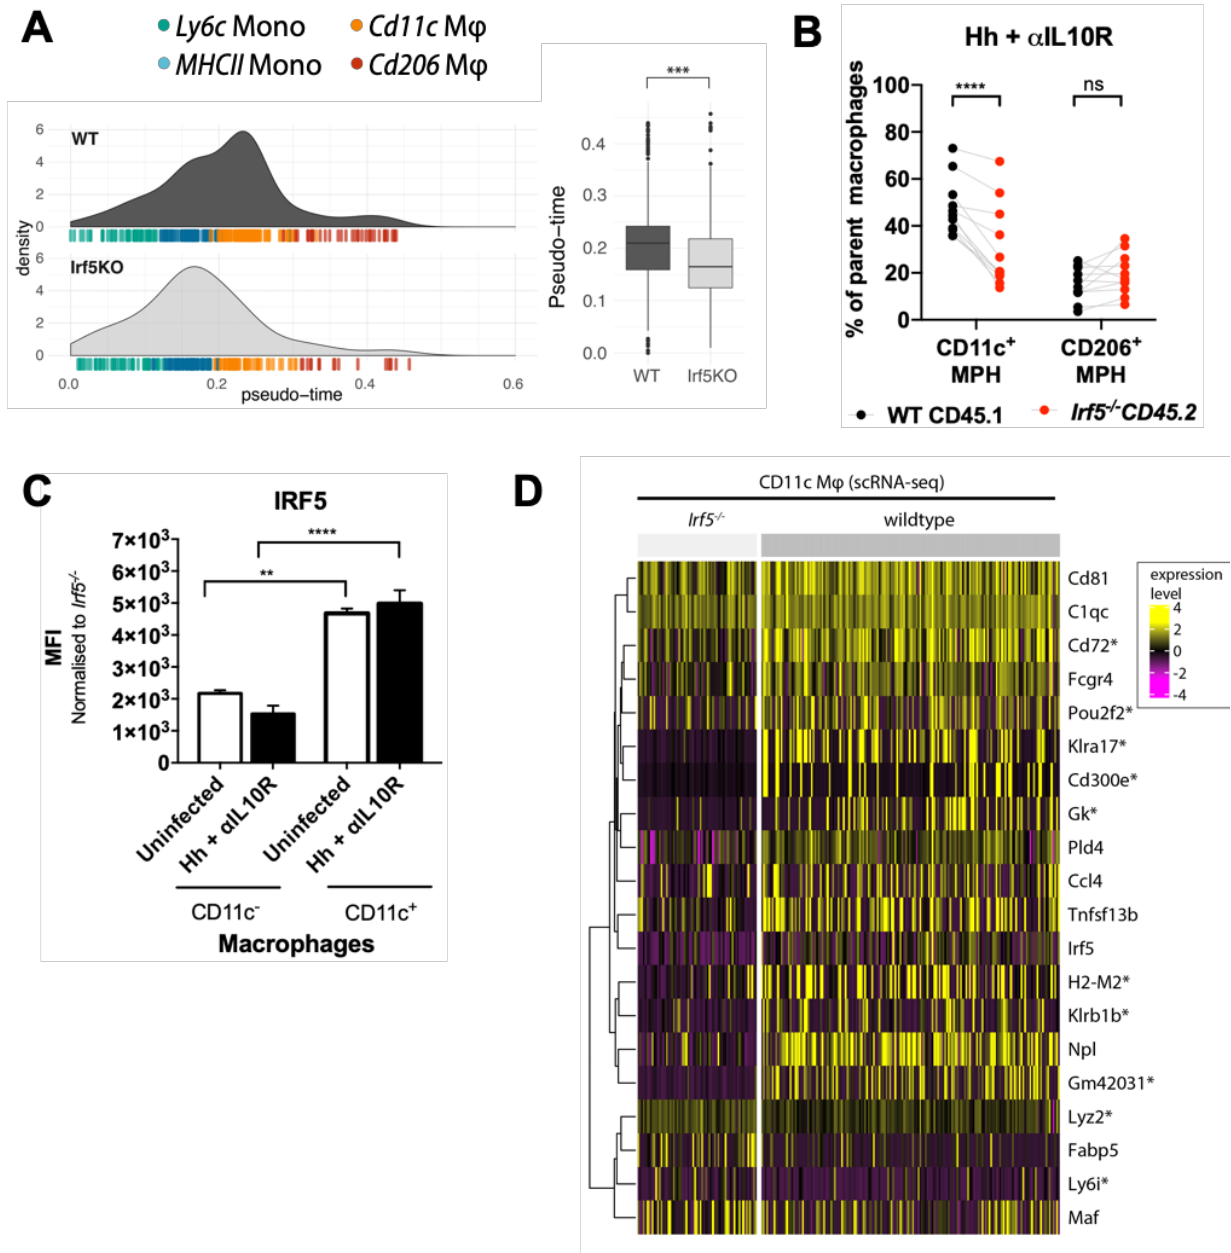 A
Ly6c Mono
Cd11c Mφ
MHCII Mono
Cd206 Mφ
WT
6
4
2
0
density
Irf5KO
6
4
2
0
0.0
0.2
0.4
0.6
pseudo-time
***
Pseudo-time
0.4
0.3
0.2
0.1
0.0
WT
Irf5KO
B
Hh + αIL10R
% of parent macrophages
100
80
60
40
20
0
****
ns
CD11c+
MPH
CD206+
MPH
WT CD45.1
Irf5-/-CD45.2
C
IRF5
MFI
Normalised to Irf5-/-
7×10³
6×10³
5×10³
4×10³
3×10³
2×10³
1×10³
0
****
**
Uninfected
Hh + αIL10R
Uninfected
Hh + αIL10R
CD11c-
CD11c+
Macrophages
D
CD11c Mφ (scRNA-seq)
Irf5-/-
wildtype
Cd81
C1qc
Cd72*
Fcgr4
Pou2f2*
Klra17*
Cd300e*
Gk*
Pld4
Ccl4
Tnfsf13b
Irf5
H2-M2*
Klrb1b*
Npl
Gm42031*
Lyz2*
Fabp5
Ly6i*
Maf
expression
level
4
2
0
-2
-4